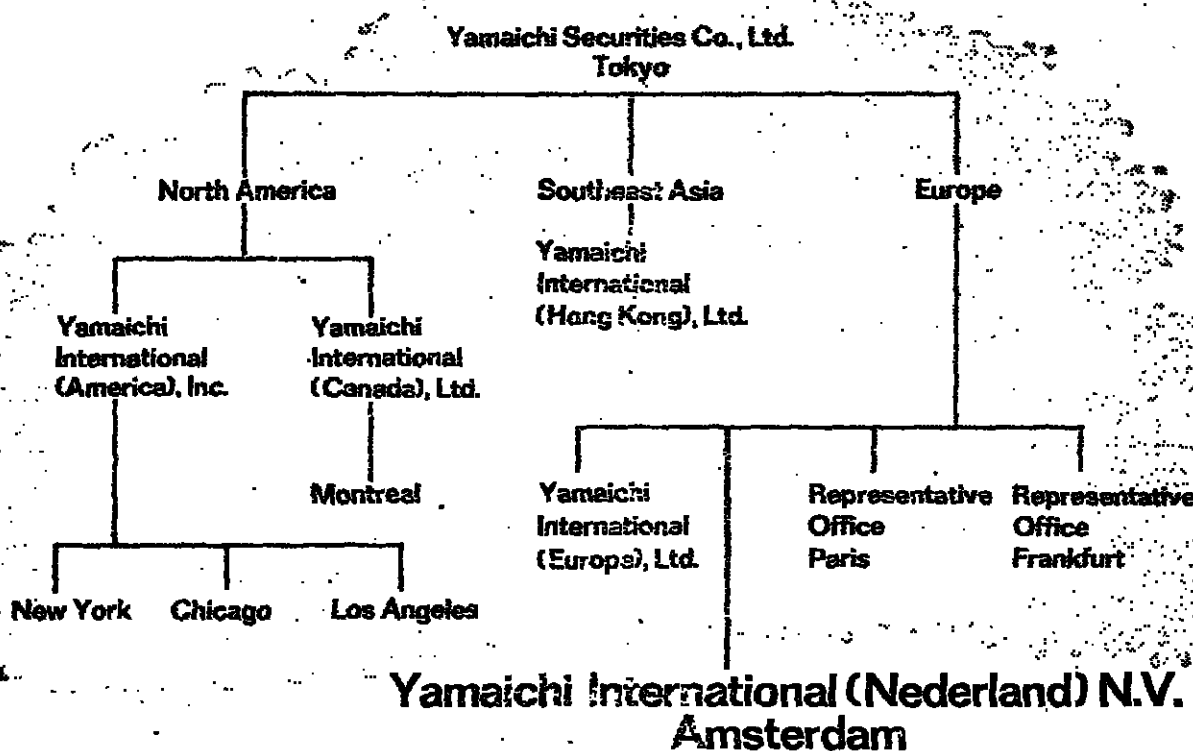 Yamaichi Securities Co., Ltd.
Tokyo
North America
Southeast Asia
Europe
Yamaichi
International
(Hong Kong), Ltd.
Yamaichi
International
(America), Inc.
Yamaichi
International
(Canada), Ltd.
Montreal
Yamaichi
International
(Europe), Ltd.
Representative
Office
Paris
Representative
Office
Frankfurt
New York
Chicago
Los Angeles
Yamaichi International (Nederland) N.V.
Amsterdam